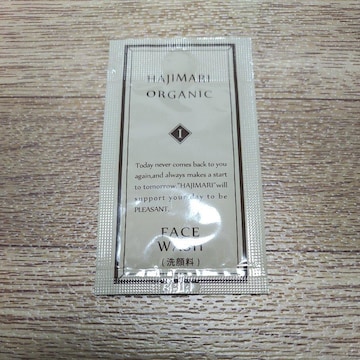 HAJIMARI
ORGANIC
1
Today never comes back to you
again,and always makes a start
to tomorrow."HAJIMARI"will
support your day to be
PLEASANT.
FACE
WASH
(洗顔料)